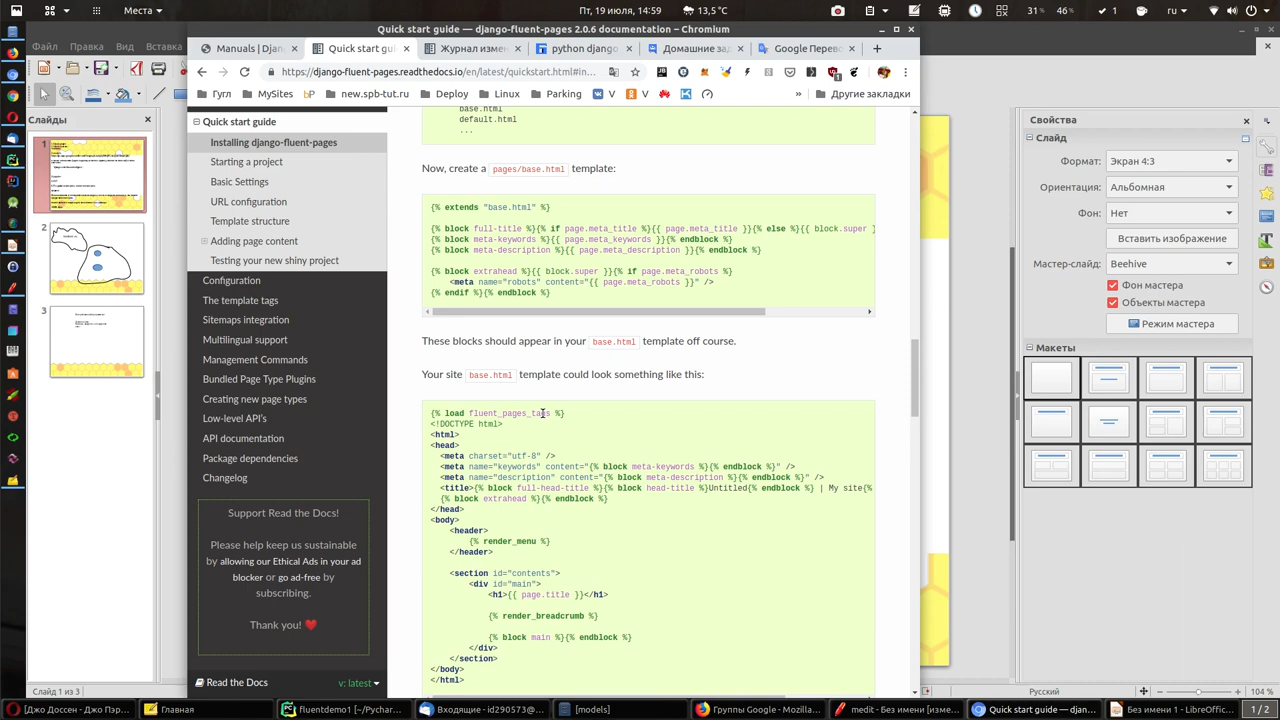 Места
Пт, 19 июля, 14:59
13,5°C
31%
46%
1
Quick start guide — django-fluent-pages 2.0.6 documentation – Chromium
Файл Правка Вид Вставка
Manuals | Djan
Quick start gui
Журнал измен
python django
Домашние зад
Google Перево
https://django-fluent-pages.readthedocs.io/en/latest/quickstart.html#in...
Гугл
MySites
new.spb-tut.ru
Deploy
Linux
Parking
V
V
»
Другие закладки
Слайды
1
2
3
Слайд 1 из 3
Quick start guide
Installing django-fluent-pages
Starting a project
Basic Settings
URL configuration
Template structure
Adding page content
Testing your new shiny project
Configuration
The template tags
Sitemaps integration
Multilingual support
Management Commands
Bundled Page Type Plugins
Creating new page types
Low-level API's
API documentation
Package dependencies
Changelog
Support Read the Docs!
Please help keep us sustainable
by allowing our Ethical Ads in your ad
blocker or go ad-free by
subscribing.
Thank you! ❤️
Read the Docs
v: latest
base.html
default.html
...
Now, create a pages/base.html template:
{% extends "base.html" %}
{% block full-title %}{% if page.meta_title %}{{ page.meta_title }}{% else %}{{ block.super }
{% block meta-keywords %}{{ page.meta_keywords }}{% endblock %}
{% block meta-description %}{{ page.meta_description }}{% endblock %}
{% block extrahead %}{{ block.super }}{% if page.meta_robots %}
<meta name="robots" content="{{ page.meta_robots }}" />
{% endif %}{% endblock %}
These blocks should appear in your base.html template off course.
Your site base.html template could look something like this:
{% load fluent_pages_tags %}
<!DOCTYPE html>
<html>
<head>
<meta charset="utf-8" />
<meta name="keywords" content="{% block meta-keywords %}{% endblock %}" />
<meta name="description" content="{% block meta-description %}{% endblock %}" />
<title>{% block full-head-title %}{% block head-title %}Untitled{% endblock %} | My site{%
{% block extrahead %}{% endblock %}
</head>
<body>
<header>
{% render_menu %}
</header>
<section id="contents">
<div id="main">
<h1>{{ page.title }}</h1>
{% render_breadcrumb %}
{% block main %}{% endblock %}
</div>
</section>
</body>
</html>
Свойства
Слайд
Формат: Экран 4:3
Ориентация: Альбомная
Фон: Нет
Вставить изображение
Мастер-слайд: Beehive
Фон мастера
Объекты мастера
Режим мастера
Макеты
Русский
104 %
[Джо Доссен - Джо Пэр...
Главная
fluentdemo1 [~/Pychar...
Входящие - id290573@...
[models]
Группы Google - Mozilla...
medit - Без имени [изме...
Quick start guide — djan...
[Без имени 1 - LibreOffic...
1/2